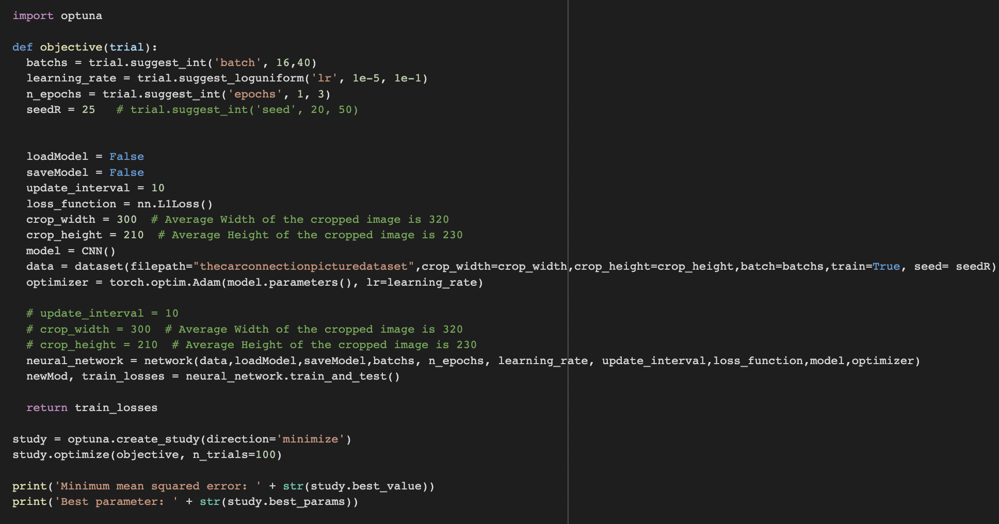 import optuna
def objective(trial):
batchs = trial.suggest_int('batch', 16,40)
learning_rate = trial.suggest_loguniform('lr', 1e-5, 1e-1)
n_epochs = trial.suggest_int('epochs', 1, 3)
seedR = 25   # trial.suggest_int('seed', 20, 50)
loadModel = False
saveModel = False
update_interval = 10
loss_function = nn.L1Loss()
crop_width = 300  # Average Width of the cropped image is 320
crop_height = 210  # Average Height of the cropped image is 230
model = CNN()
data = dataset(filepath="thecarconnectionpicturedataset",crop_width=crop_width,crop_height=crop_height,batch=batchs,train=True, seed= seedR)
optimizer = torch.optim.Adam(model.parameters(), lr=learning_rate)
# update_interval = 10
# crop_width = 300  # Average Width of the cropped image is 320
# crop_height = 210  # Average Height of the cropped image is 230
neural_network = network(data,loadModel,saveModel,batchs, n_epochs, learning_rate, update_interval,loss_function,model,optimizer)
newMod, train_losses = neural_network.train_and_test()
return train_losses
study = optuna.create_study(direction='minimize')
study.optimize(objective, n_trials=100)
print('Minimum mean squared error: ' + str(study.best_value))
print('Best parameter: ' + str(study.best_params))